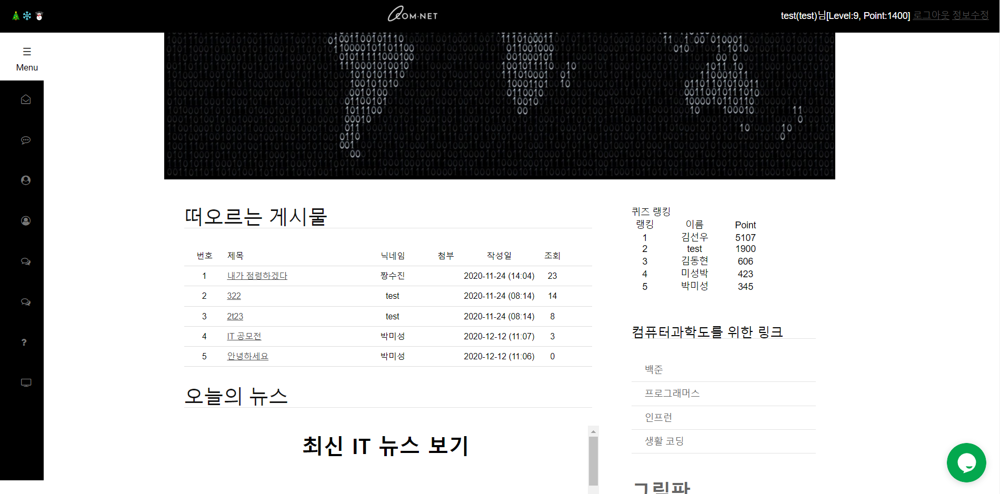 COM·NET
test(test)님[Level:9, Point:1400] 로그아웃 정보수정
☰
Menu
떠오르는 게시물
번호 제목 닉네임 첨부 작성일 조회
1 내가 점령하겠다 짱수진 2020-11-24 (14:04) 23
2 322 test 2020-11-24 (08:14) 14
3 2t23 test 2020-11-24 (08:14) 8
4 IT 공모전 박미성 2020-12-12 (11:07) 3
5 안녕하세요 박미성 2020-12-12 (11:06) 0
오늘의 뉴스
최신 IT 뉴스 보기
퀴즈 랭킹
랭킹 이름 Point
1 김선우 5107
2 test 1900
3 김동현 606
4 미성박 423
5 박미성 345
컴퓨터과학도를 위한 링크
백준
프로그래머스
인프런
생활 코딩
그림판